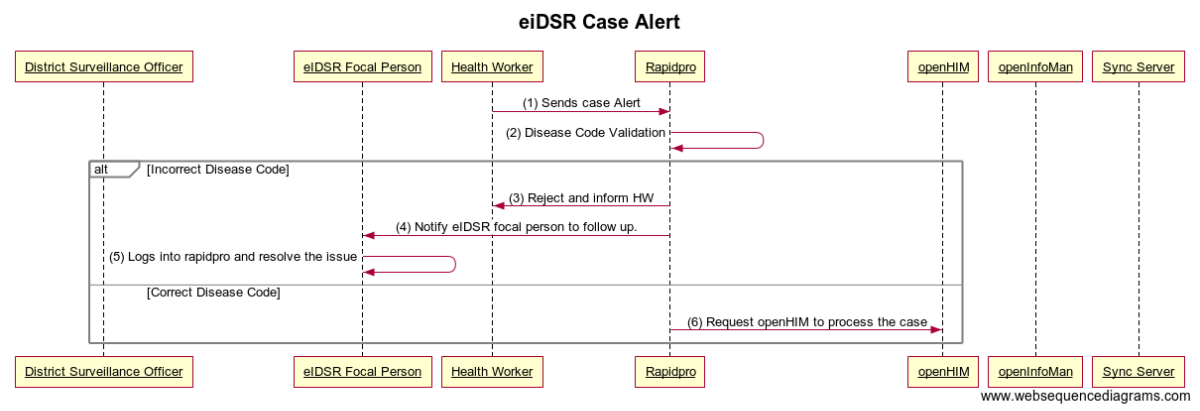 eiDSR Case Alert
District Surveillance Officer
eIDSR Focal Person
Health Worker
Rapidpro
openHIM
openInfoMan
Sync Server
(1) Sends case Alert
(2) Disease Code Validation
alt
[Incorrect Disease Code]
(3) Reject and inform HW
(4) Notify eIDSR focal person to follow up.
(5) Logs into rapidpro and resolve the issue
[Correct Disease Code]
(6) Request openHIM to process the case
District Surveillance Officer
eIDSR Focal Person
Health Worker
Rapidpro
openHIM
openInfoMan
Sync Server
www.websequencediagrams.com